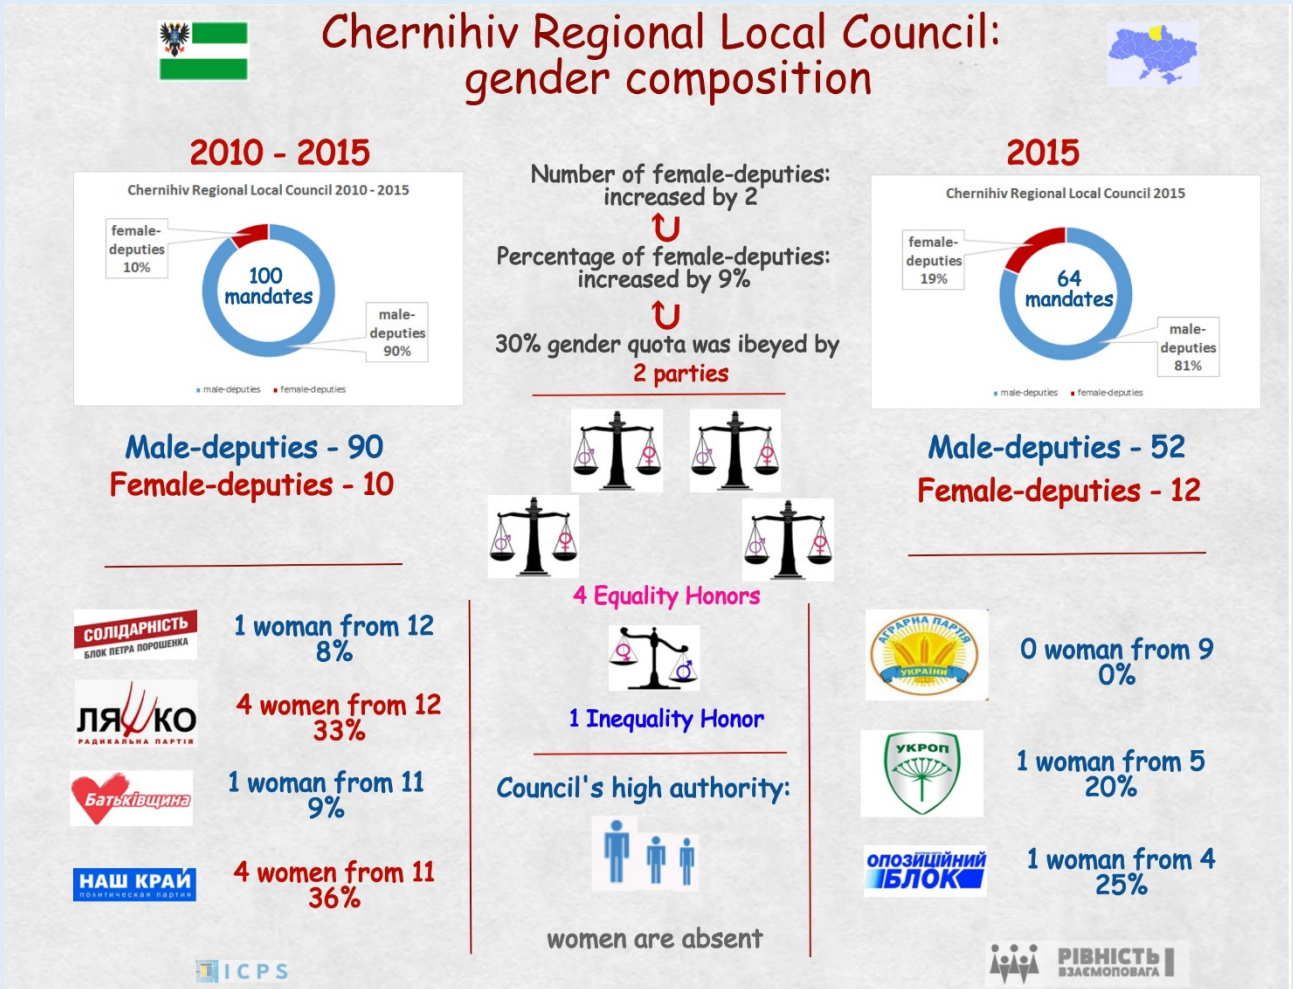 Chernihiv Regional Local Council:
gender composition
2010 - 2015
Chernihiv Regional Local Council 2010 - 2015
female-
deputies
10%
100
mandates
male-
deputies
90%
male-deputies
female-deputies
Male-deputies - 90
Female-deputies - 10
Number of female-deputies:
increased by 2
Percentage of female-deputies:
increased by 9%
30% gender quota was ibeyed by
2 parties
4 Equality Honors
1 Inequality Honor
Council's high authority:
women are absent
2015
Chernihiv Regional Local Council 2015
female-
deputies
19%
64
mandates
male-
deputies
81%
male-deputies
female-deputies
Male-deputies - 52
Female-deputies - 12
СОЛІДАРНІСТЬ
БЛОК ПЕТРА ПОРОШЕНКА
1 woman from 12
8%
ЛЯШКО
РАДИКАЛЬНА ПАРТІЯ
4 women from 12
33%
Батьківщина
1 woman from 11
9%
НАШ КРАЙ
политическая партия
4 women from 11
36%
АГРАРНА ПАРТІЯ
УКРАЇНИ
0 woman from 9
0%
УКРОП
1 woman from 5
20%
ОПОЗИЦІЙНИЙ
БЛОК
1 woman from 4
25%
ICPS
РІВНІСТЬ
ВЗАЄМОПОВАГА